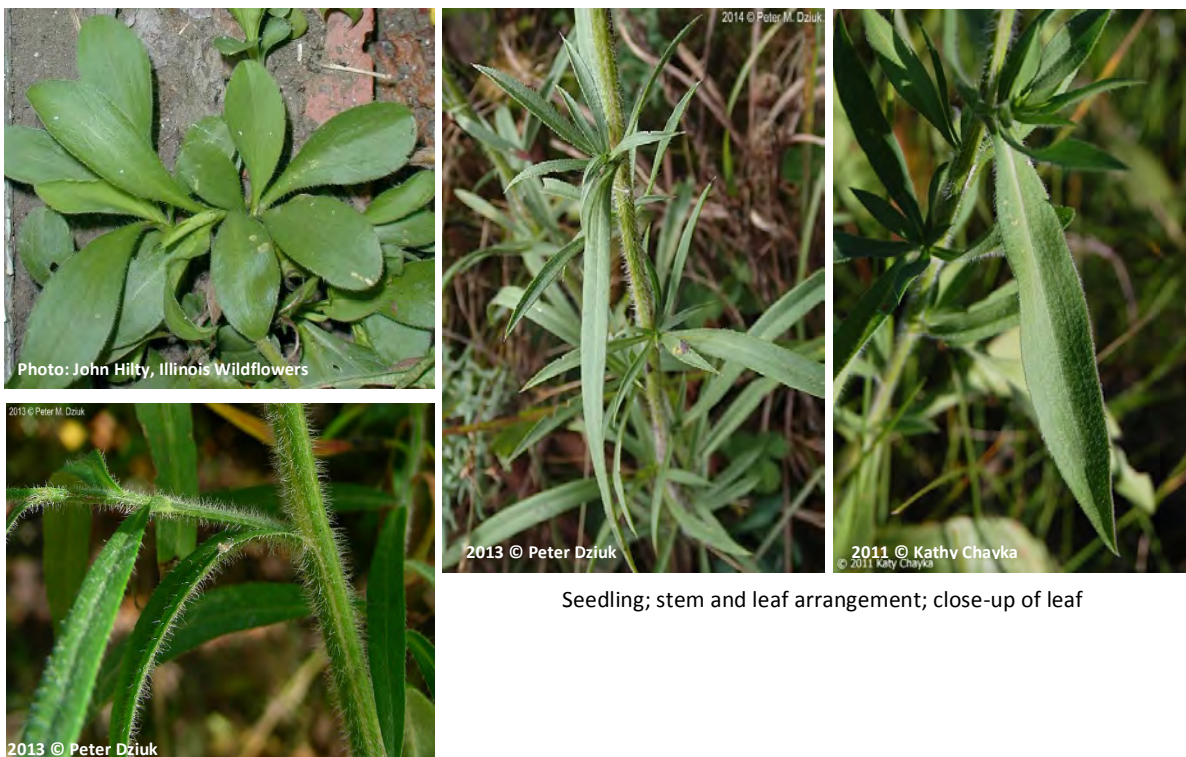 Photo: John Hilty, Illinois Wildflowers
2014 © Peter M. Dziuk
2013 © Peter Dziuk
2011 © Kathy Chayka
© 2011 Katy Chayka
2013 © Peter M. Dziuk
2013 © Peter Dziuk
Seedling; stem and leaf arrangement; close-up of leaf